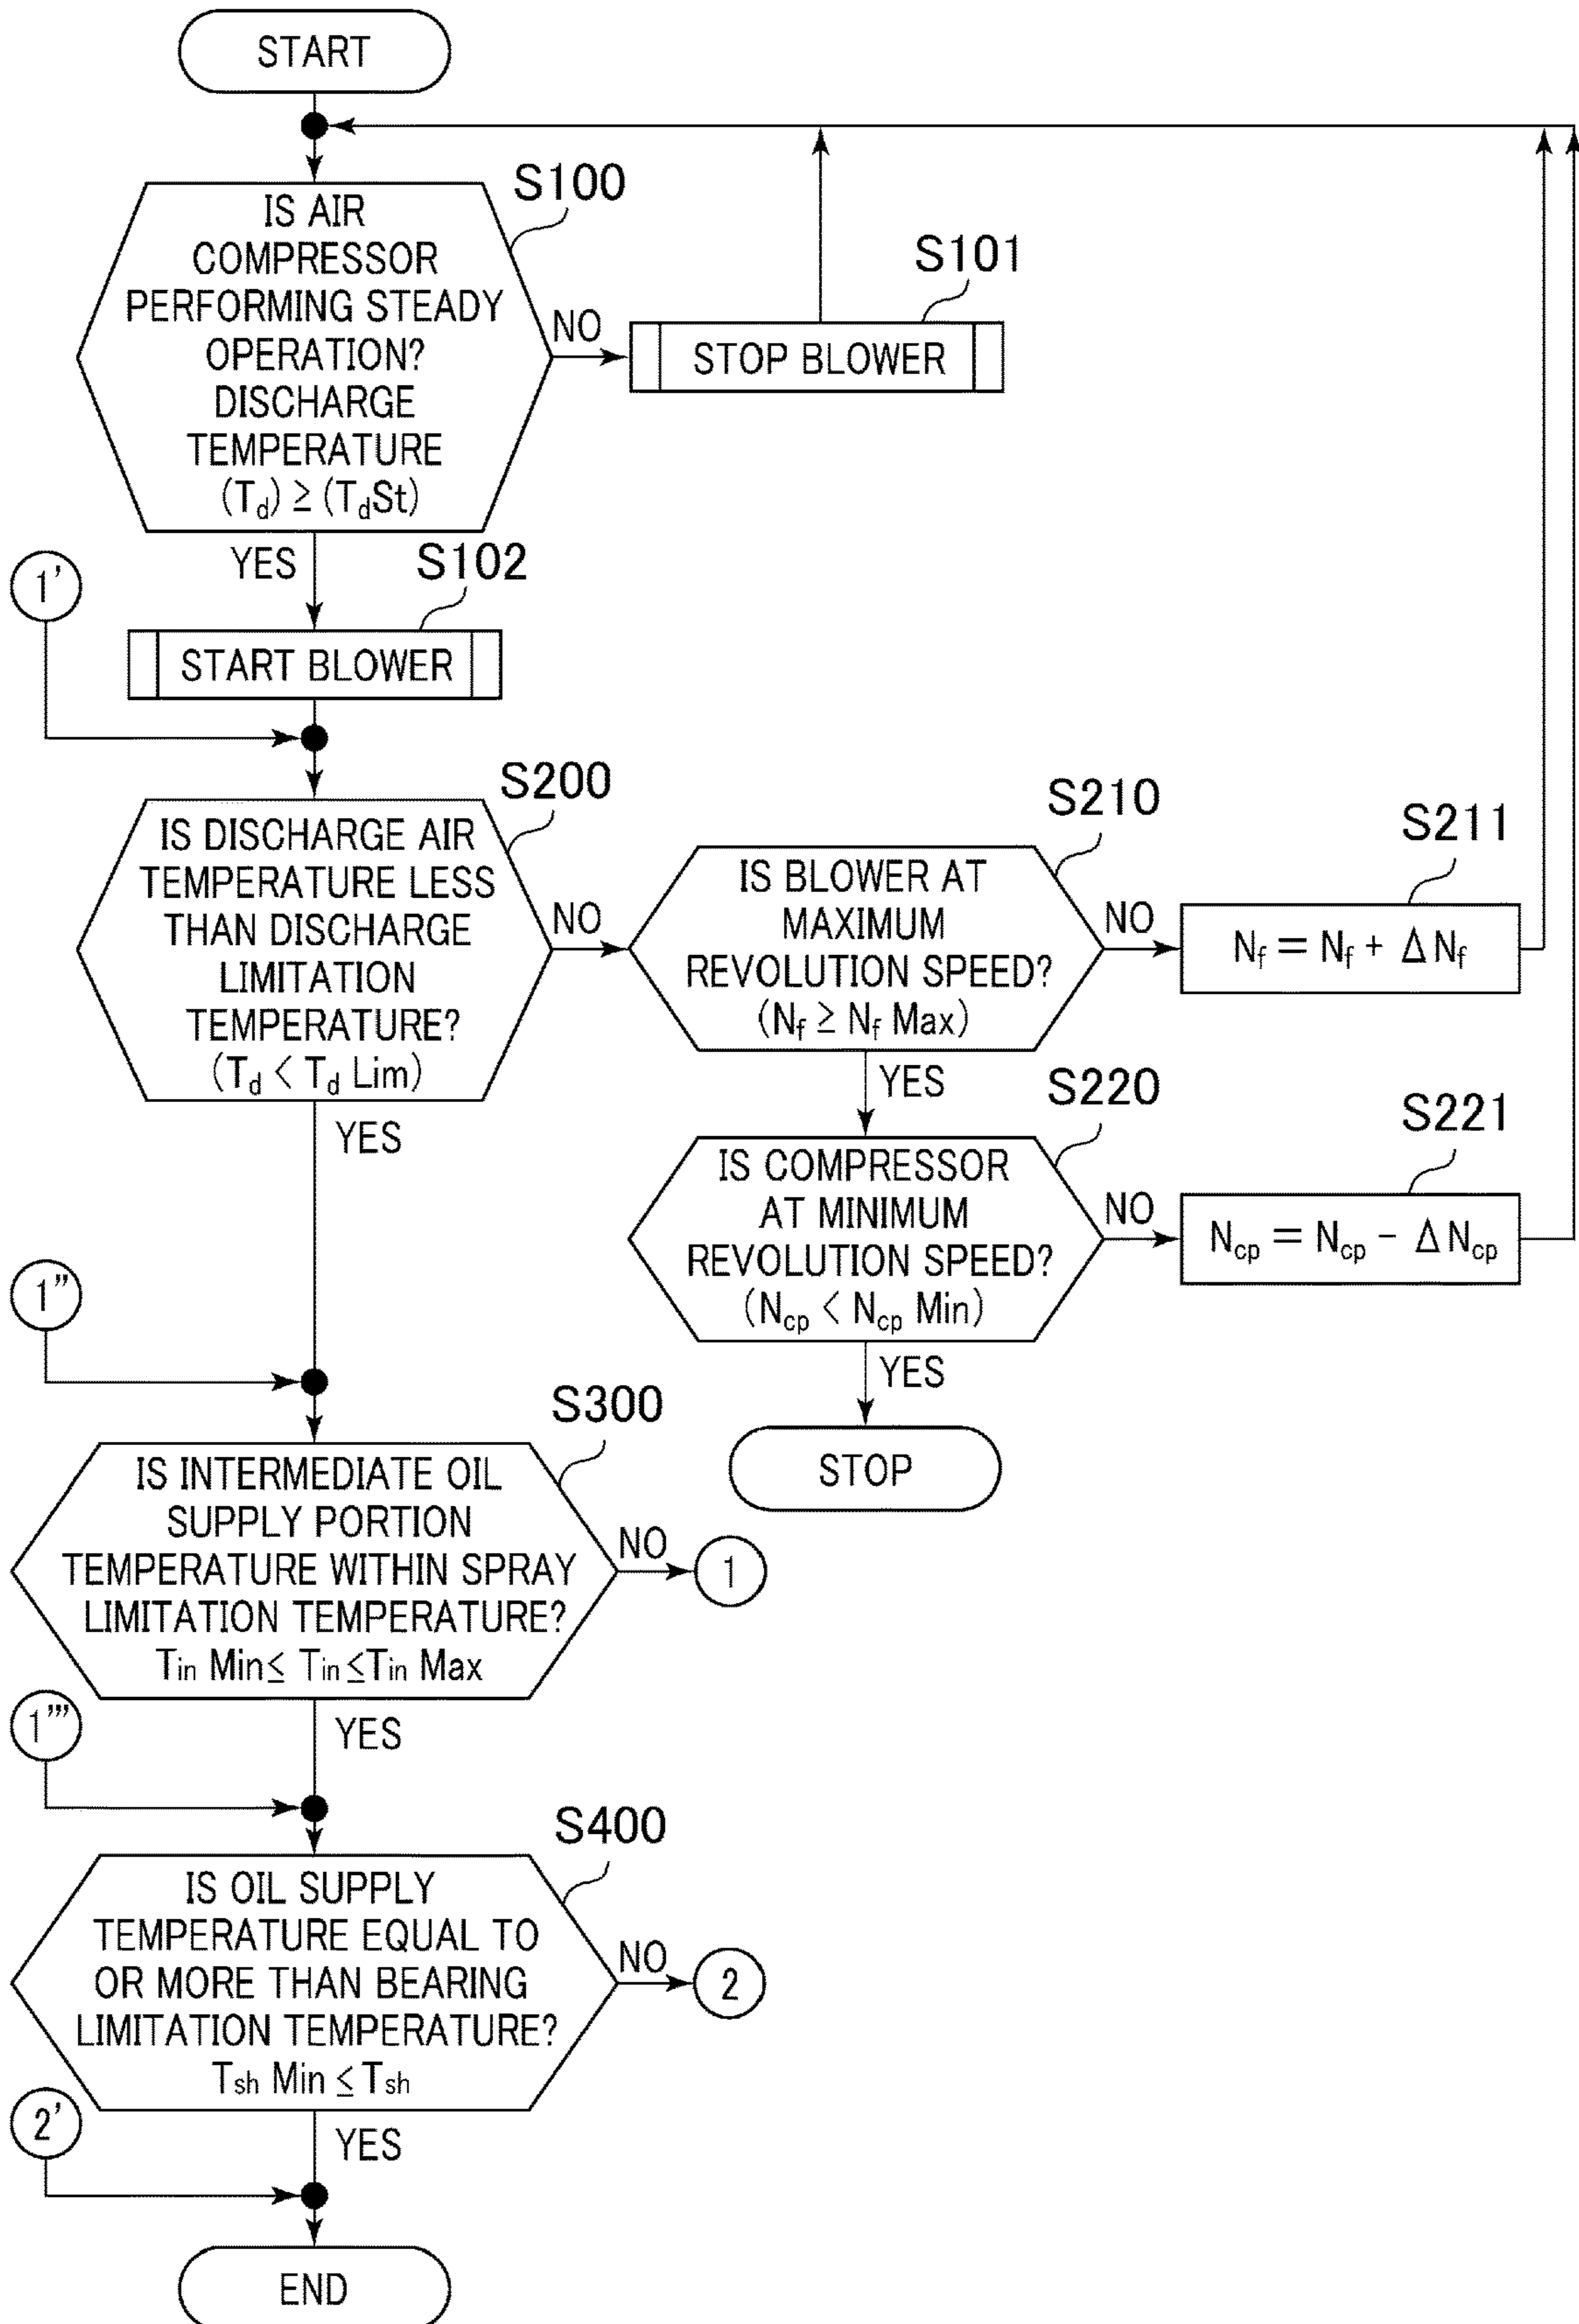 START
S100
IS AIR
COMPRESSOR
PERFORMING STEADY
OPERATION?
DISCHARGE
TEMPERATURE
(Td) ≥ (TdSt)
NO
S101
STOP BLOWER
YES
1'
S102
START BLOWER
S200
IS DISCHARGE AIR
TEMPERATURE LESS
THAN DISCHARGE
LIMITATION
TEMPERATURE?
(Td < Td Lim)
NO
S210
IS BLOWER AT
MAXIMUM
REVOLUTION SPEED?
(Nf ≥ Nf Max)
NO
S211
Nf = Nf + Δ Nf
YES
YES
S220
IS COMPRESSOR
AT MINIMUM
REVOLUTION SPEED?
(Ncp < Ncp Min)
NO
S221
Ncp = Ncp - Δ Ncp
YES
STOP
1''
S300
IS INTERMEDIATE OIL
SUPPLY PORTION
TEMPERATURE WITHIN SPRAY
LIMITATION TEMPERATURE?
Tin Min ≤ Tin ≤ Tin Max
NO
1
YES
1'''
S400
IS OIL SUPPLY
TEMPERATURE EQUAL TO
OR MORE THAN BEARING
LIMITATION TEMPERATURE?
Tsh Min ≤ Tsh
NO
2
2'
YES
END